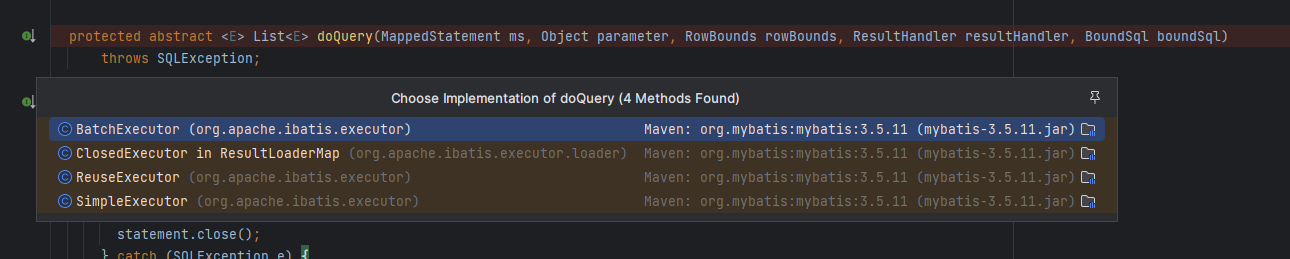 protected abstract <E> List<E> doQuery(MappedStatement ms, Object parameter, RowBounds rowBounds, ResultHandler resultHandler, BoundSql boundSql)
throws SQLException;
Choose Implementation of doQuery (4 Methods Found)
BatchExecutor (org.apache.ibatis.executor) Maven: org.mybatis:mybatis:3.5.11 (mybatis-3.5.11.jar)
ClosedExecutor in ResultLoaderMap (org.apache.ibatis.executor.loader) Maven: org.mybatis:mybatis:3.5.11 (mybatis-3.5.11.jar)
ReuseExecutor (org.apache.ibatis.executor) Maven: org.mybatis:mybatis:3.5.11 (mybatis-3.5.11.jar)
SimpleExecutor (org.apache.ibatis.executor) Maven: org.mybatis:mybatis:3.5.11 (mybatis-3.5.11.jar)
statement.close();
} catch (SQLException e) {